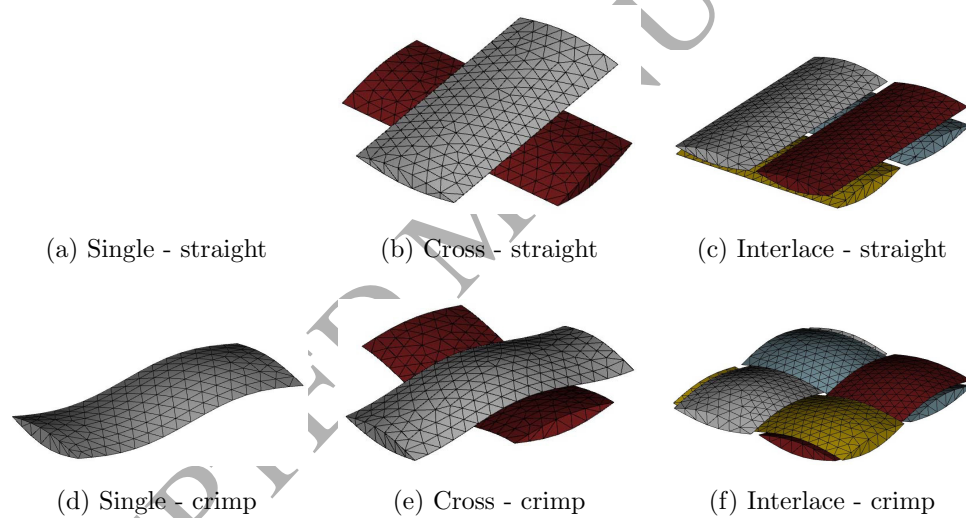 (a) Single - straight
(b) Cross - straight
(c) Interlace - straight
(d) Single - crimp
(e) Cross - crimp
(f) Interlace - crimp